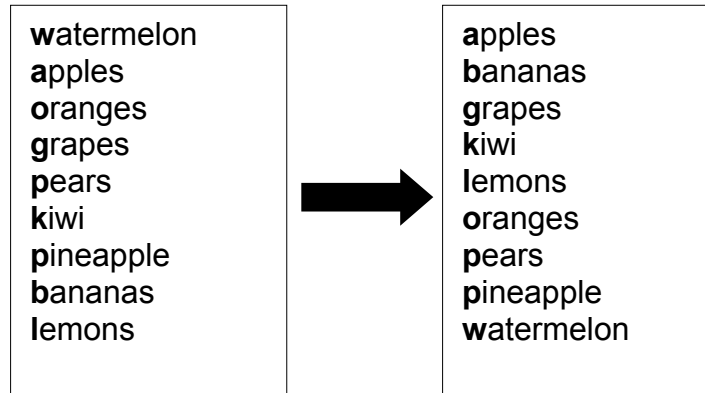 watermelon
apples
oranges
grapes
pears
kiwi
pineapple
bananas
lemons
apples
bananas
grapes
kiwi
lemons
oranges
pears
pineapple
watermelon